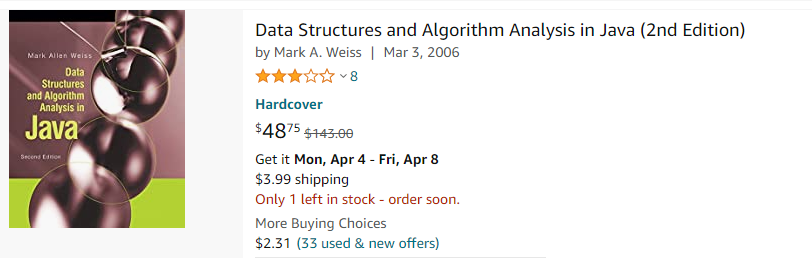 Mark Allen Weiss
Data
Structures
and Algorithm
Analysis in
Java
Second Edition
Data Structures and Algorithm Analysis in Java (2nd Edition)
by Mark A. Weiss | Mar 3, 2006
8
Hardcover
$4875 $143.00
Get it Mon, Apr 4 - Fri, Apr 8
$3.99 shipping
Only 1 left in stock - order soon.
More Buying Choices
$2.31 (33 used & new offers)